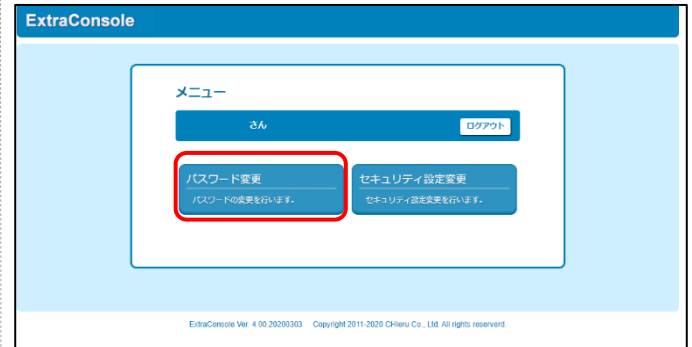 ExtraConsole
メニュー
さん
ログアウト
パスワード変更
パスワードの変更を行います。
セキュリティ設定変更
セキュリティ設定変更を行います。
ExtraConsole Ver. 4.00.20200303 Copyright 2011-2020 CHIeru Co., Ltd. All rights reserverd.